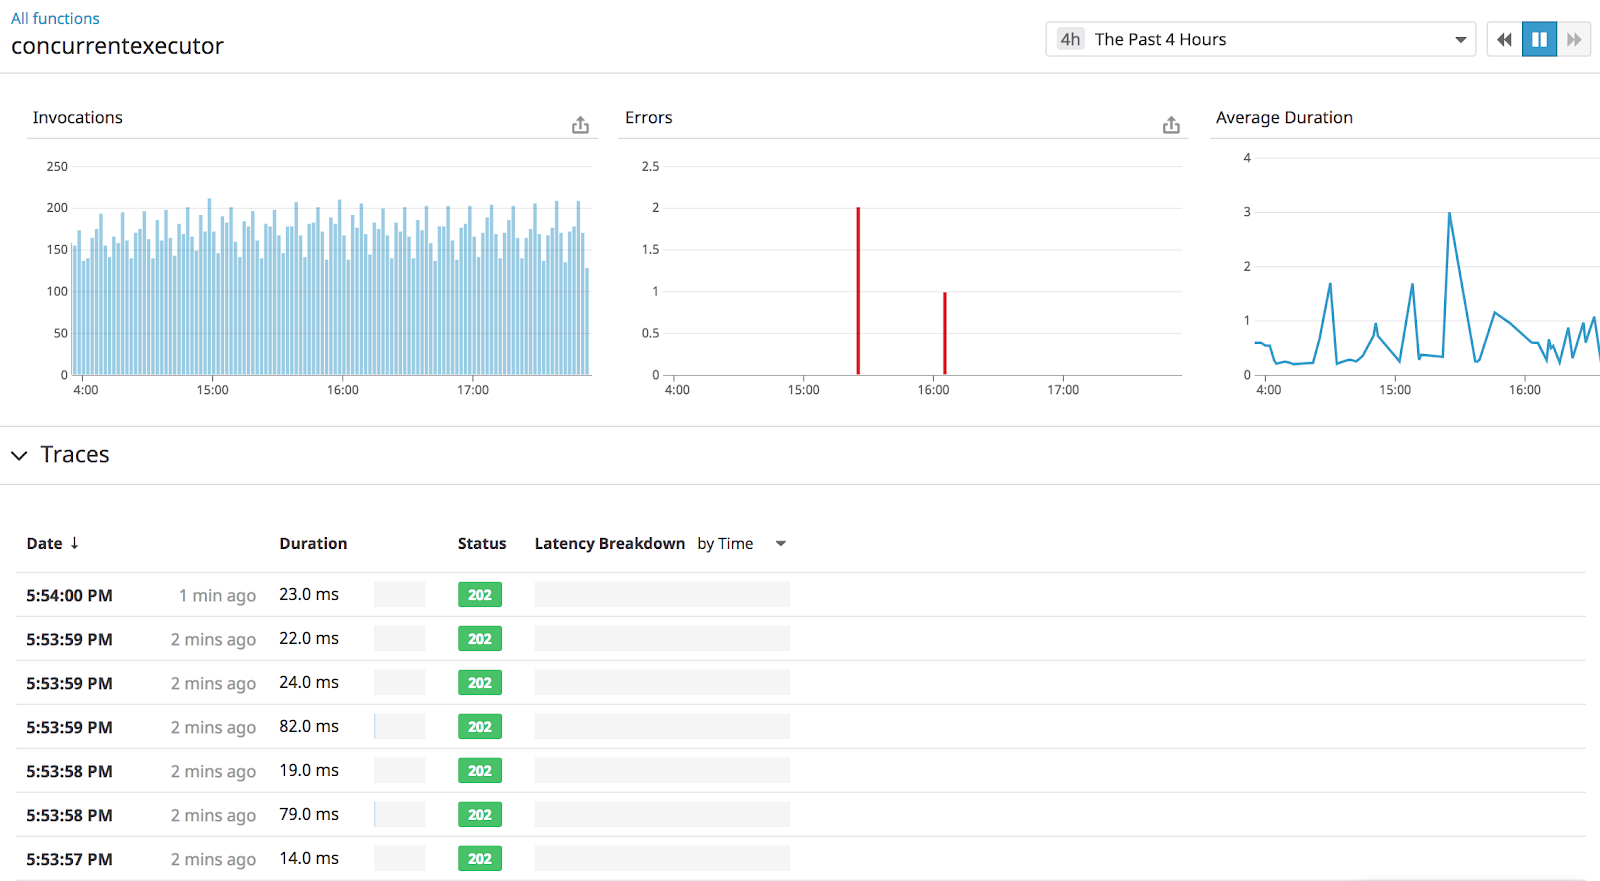 All functions
concurrentexecutor
4h The Past 4 Hours
Invocations
250
200
150
100
50
0
4:00 15:00 16:00 17:00
Errors
2.5
2
1.5
1
0.5
0
4:00 15:00 16:00 17:00
Average Duration
4
3
2
1
0
4:00 15:00 16:00
Traces
Date ↓ Duration Status Latency Breakdown by Time
5:54:00 PM 1 min ago 23.0 ms 202
5:53:59 PM 2 mins ago 22.0 ms 202
5:53:59 PM 2 mins ago 24.0 ms 202
5:53:59 PM 2 mins ago 82.0 ms 202
5:53:58 PM 2 mins ago 19.0 ms 202
5:53:58 PM 2 mins ago 79.0 ms 202
5:53:57 PM 2 mins ago 14.0 ms 202